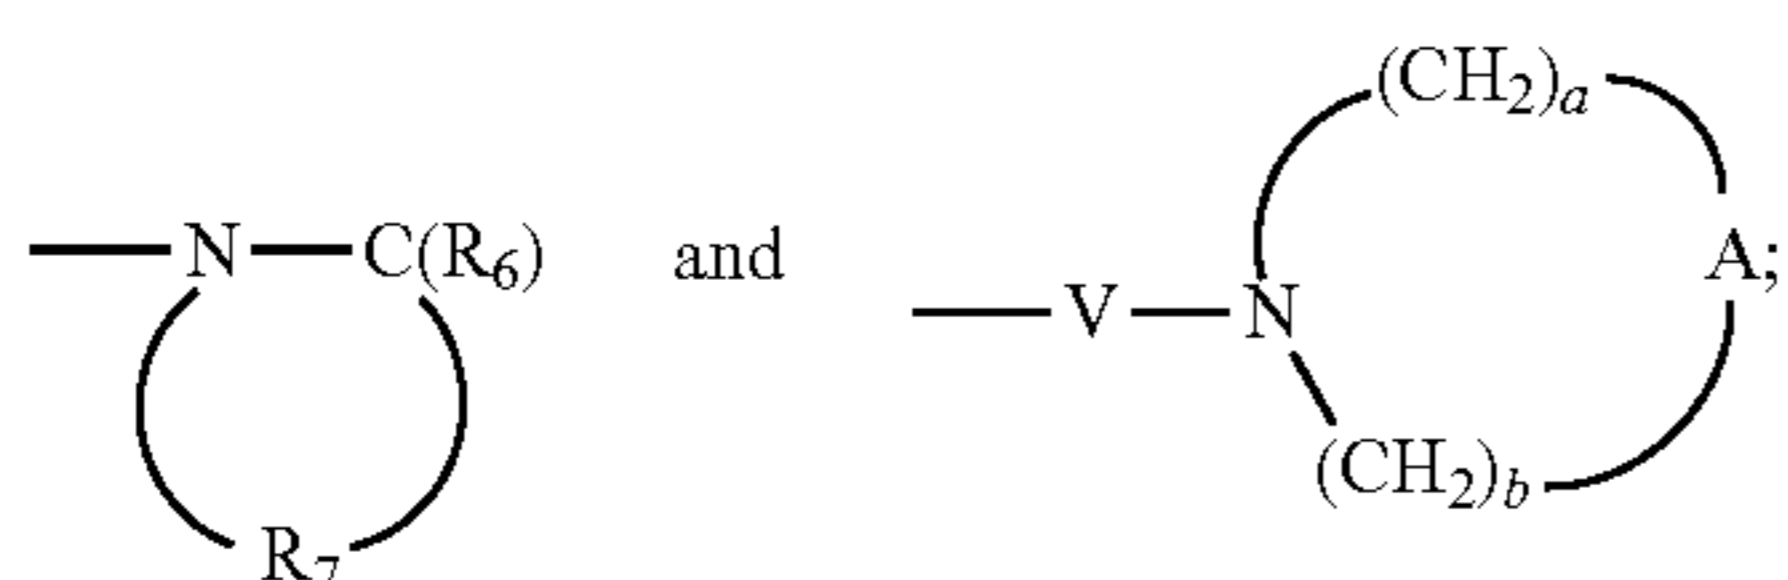 (CH₂)ₐ
N—C(R₆) and A;
—V—N
(CH₂)b
R₇